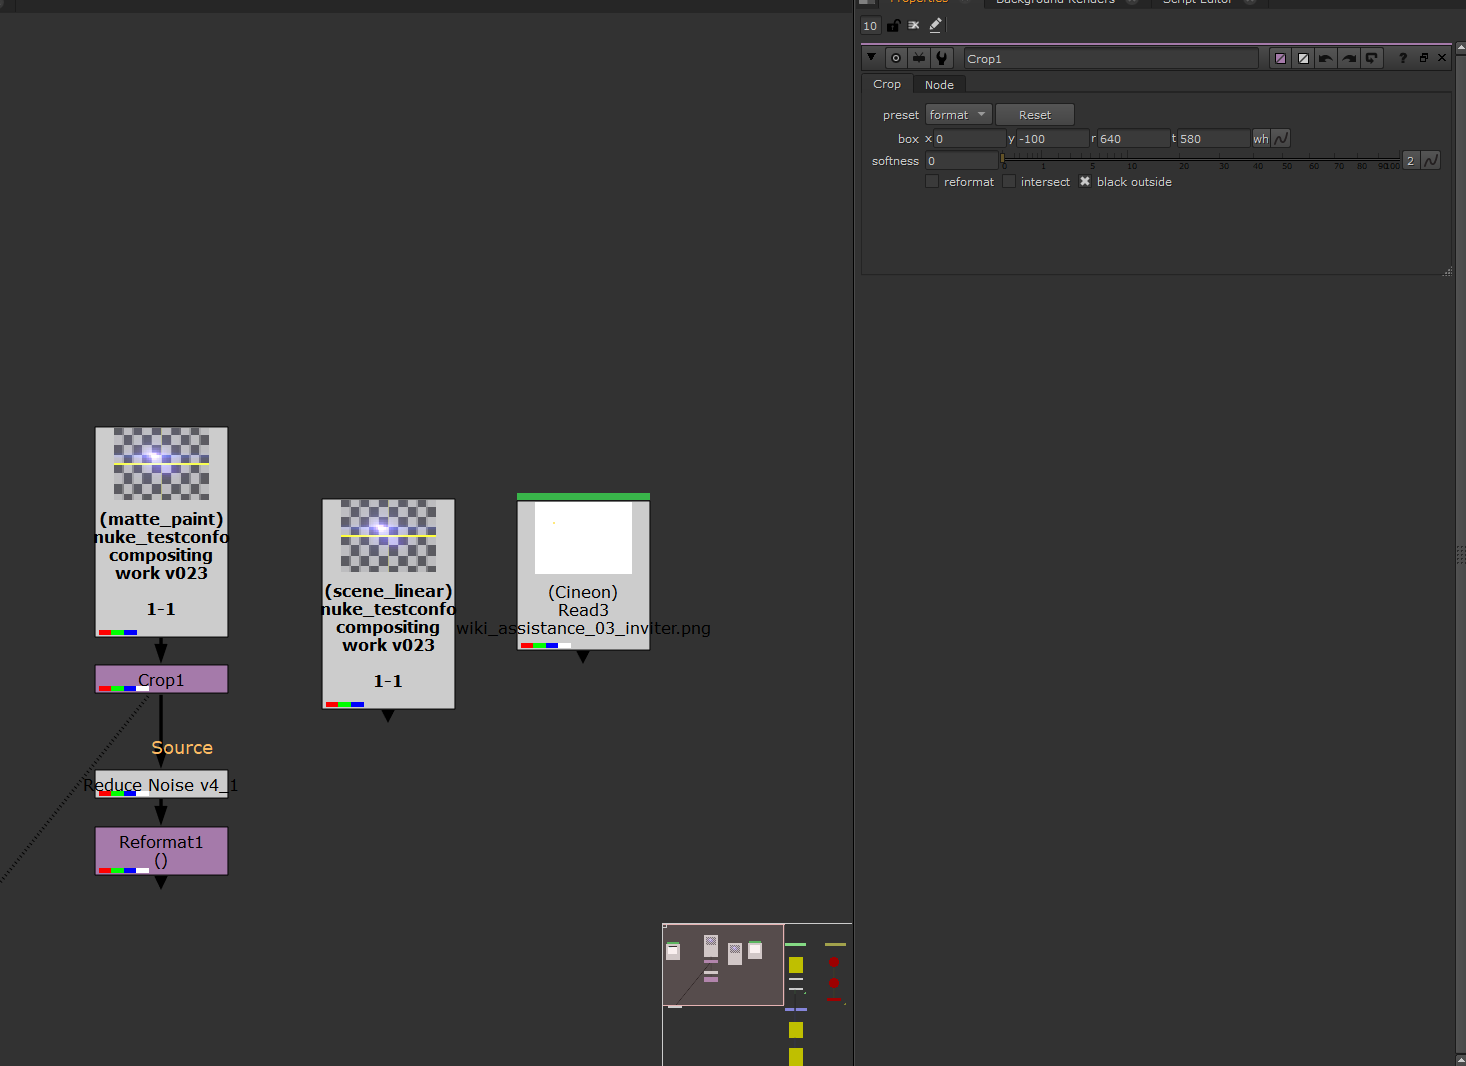 Properties
Background Renders
Script Editor
10
Crop1
?
Crop
Node
preset
format
Reset
box x 0 y -100 r 640 t 580 wh
softness 0
0 1 5 10 20 30 40 50 60 70 80 90 100
2
reformat
intersect
black outside
(matte_paint)
nuke_testconfo
compositing
work v023
1-1
Crop1
Source
Reduce Noise v4_1
Reformat1
()
(scene_linear)
nuke_testconfo
compositing
work v023
1-1
(Cineon)
Read3
wiki_assistance_03_inviter.png